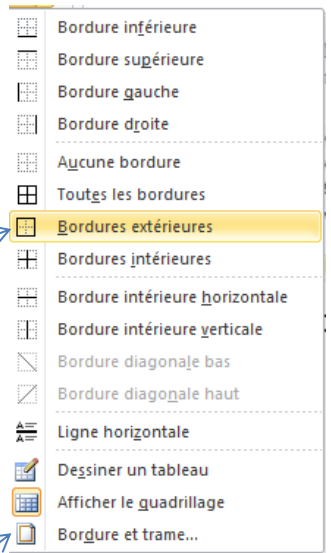 Bordure inférieure
Bordure supérieure
Bordure gauche
Bordure droite
Aucune bordure
Toutes les bordures
Bordures extérieures
Bordures intérieures
Bordure intérieure horizontale
Bordure intérieure verticale
Bordure diagonale bas
Bordure diagonale haut
Ligne horizontale
Dessiner un tableau
Afficher le quadrillage
Bordure et trame...